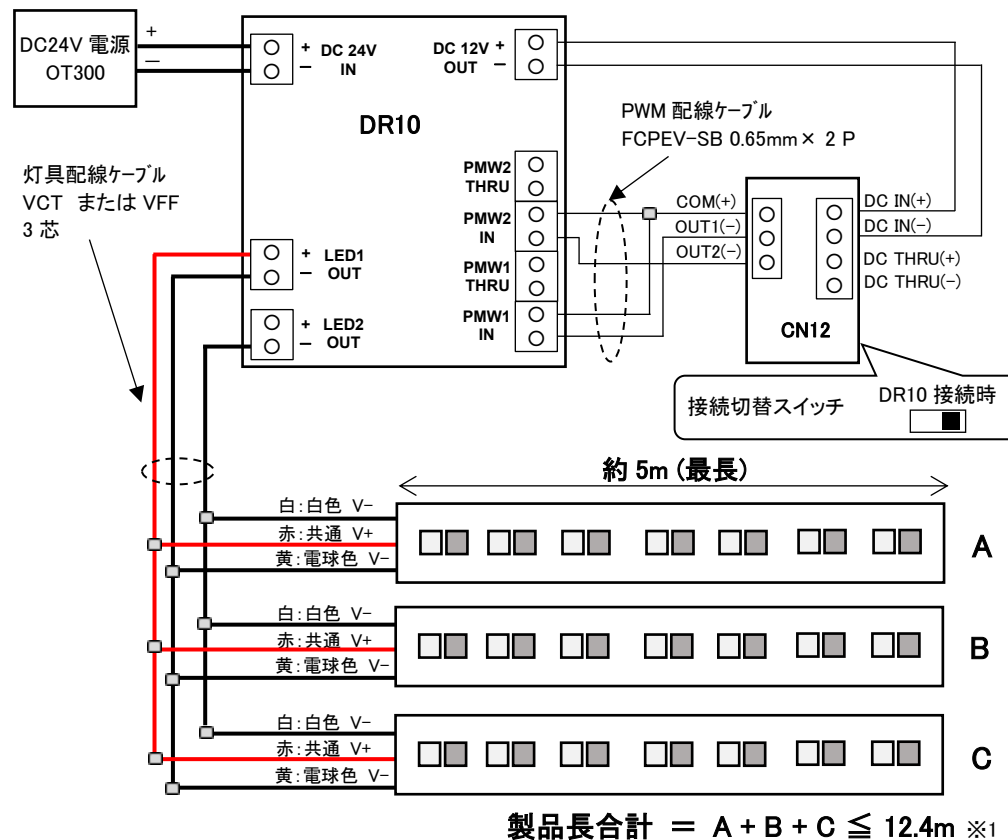 DC24V 電源
OT300
+
−
+ DC 24V
− IN
DC 12V +
OUT −
DR10
PWM 配線ケーブル
FCPEV-SB 0.65mm× 2 P
灯具配線ケーブル
VCT または VFF
3 芯
PMW2
THRU
PMW2
IN
PMW1
THRU
PMW1
IN
+ LED1
− OUT
+ LED2
− OUT
COM(+)
OUT1(-)
OUT2(-)
DC IN(+)
DC IN(-)
DC THRU(+)
DC THRU(-)
CN12
接続切替スイッチ
DR10 接続時
約 5m (最長)
白:白色 V-
赤:共通 V+
黄:電球色 V-
A
白:白色 V-
赤:共通 V+
黄:電球色 V-
B
白:白色 V-
赤:共通 V+
黄:電球色 V-
C
製品長合計 = A + B + C ≦ 12.4m ※1